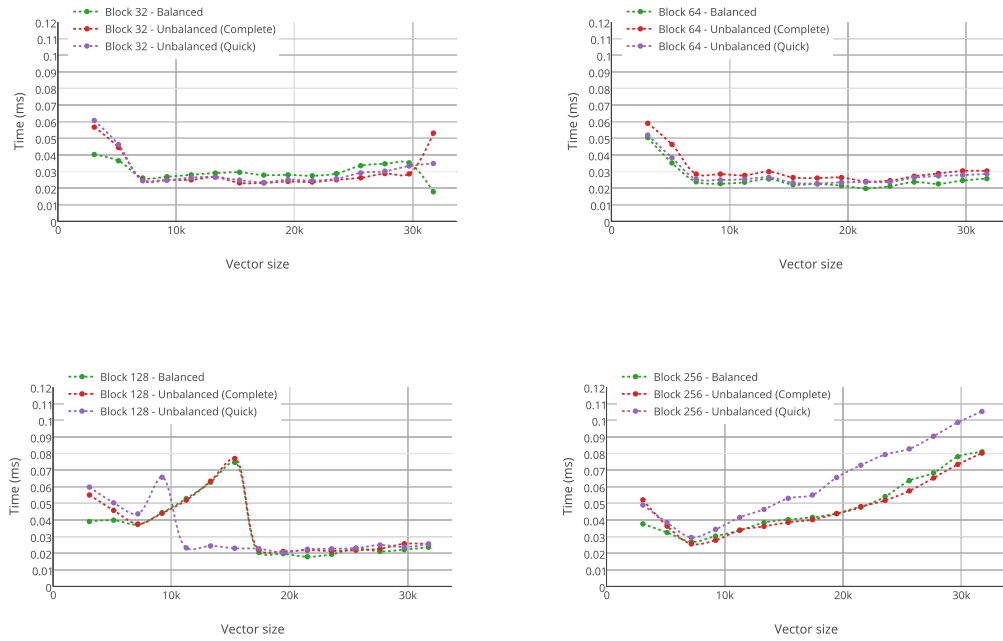 Block 32 - Balanced
Block 32 - Unbalanced (Complete)
Block 32 - Unbalanced (Quick)
0.12
0.11
0.1
0.09
0.08
0.07
0.06
0.05
0.04
0.03
0.02
0.01
0
Time (ms)
0 10k 20k 30k
Vector size
Block 64 - Balanced
Block 64 - Unbalanced (Complete)
Block 64 - Unbalanced (Quick)
0.12
0.11
0.1
0.09
0.08
0.07
0.06
0.05
0.04
0.03
0.02
0.01
0
Time (ms)
0 10k 20k 30k
Vector size
Block 128 - Balanced
Block 128 - Unbalanced (Complete)
Block 128 - Unbalanced (Quick)
0.12
0.11
0.1
0.09
0.08
0.07
0.06
0.05
0.04
0.03
0.02
0.01
0
Time (ms)
0 10k 20k 30k
Vector size
Block 256 - Balanced
Block 256 - Unbalanced (Complete)
Block 256 - Unbalanced (Quick)
0.12
0.11
0.1
0.09
0.08
0.07
0.06
0.05
0.04
0.03
0.02
0.01
0
Time (ms)
0 10k 20k 30k
Vector size